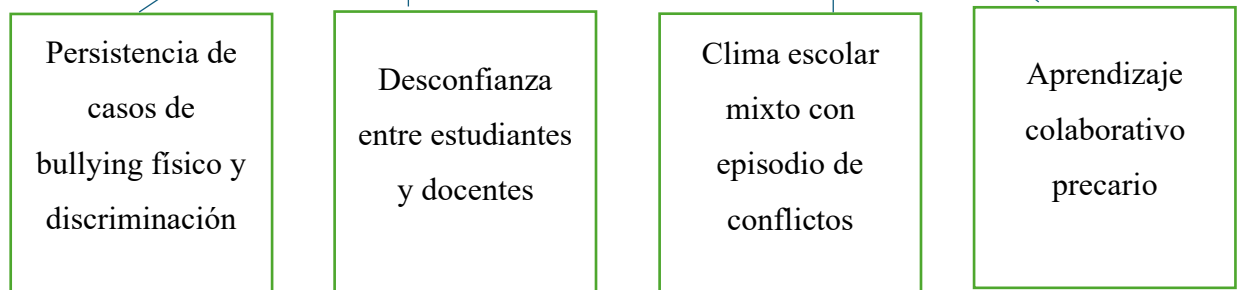 Persistencia de
casos de
bullying físico y
discriminación
Desconfianza
entre estudiantes
y docentes
Clima escolar
mixto con
episodio de
conflictos
Aprendizaje
colaborativo
precario